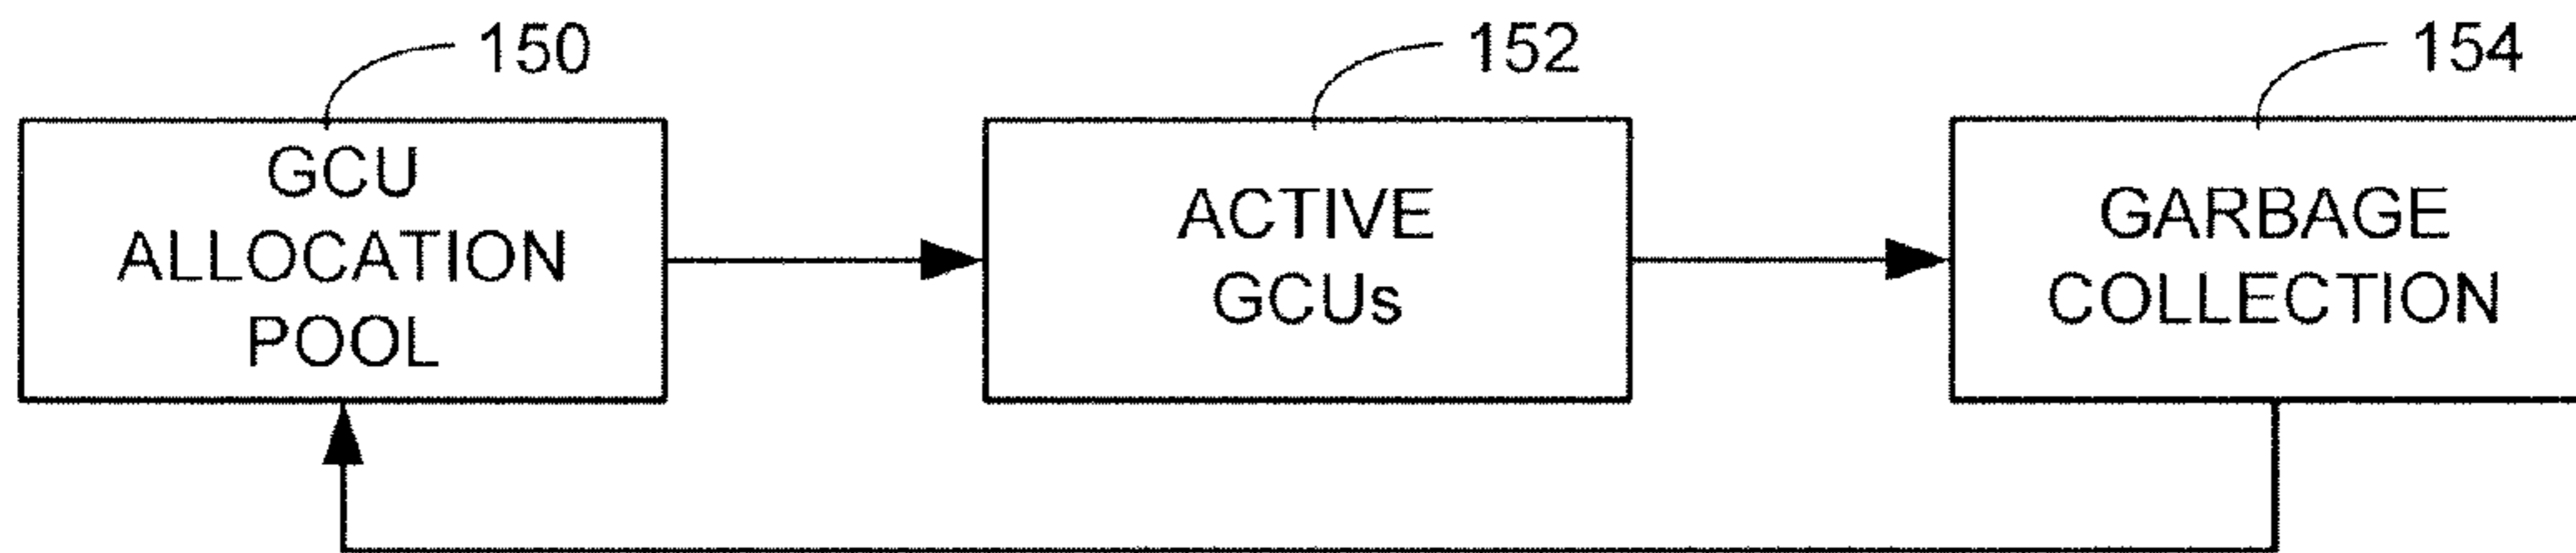 150
152
154
GCU
ALLOCATION
POOL
ACTIVE
GCUs
GARBAGE
COLLECTION